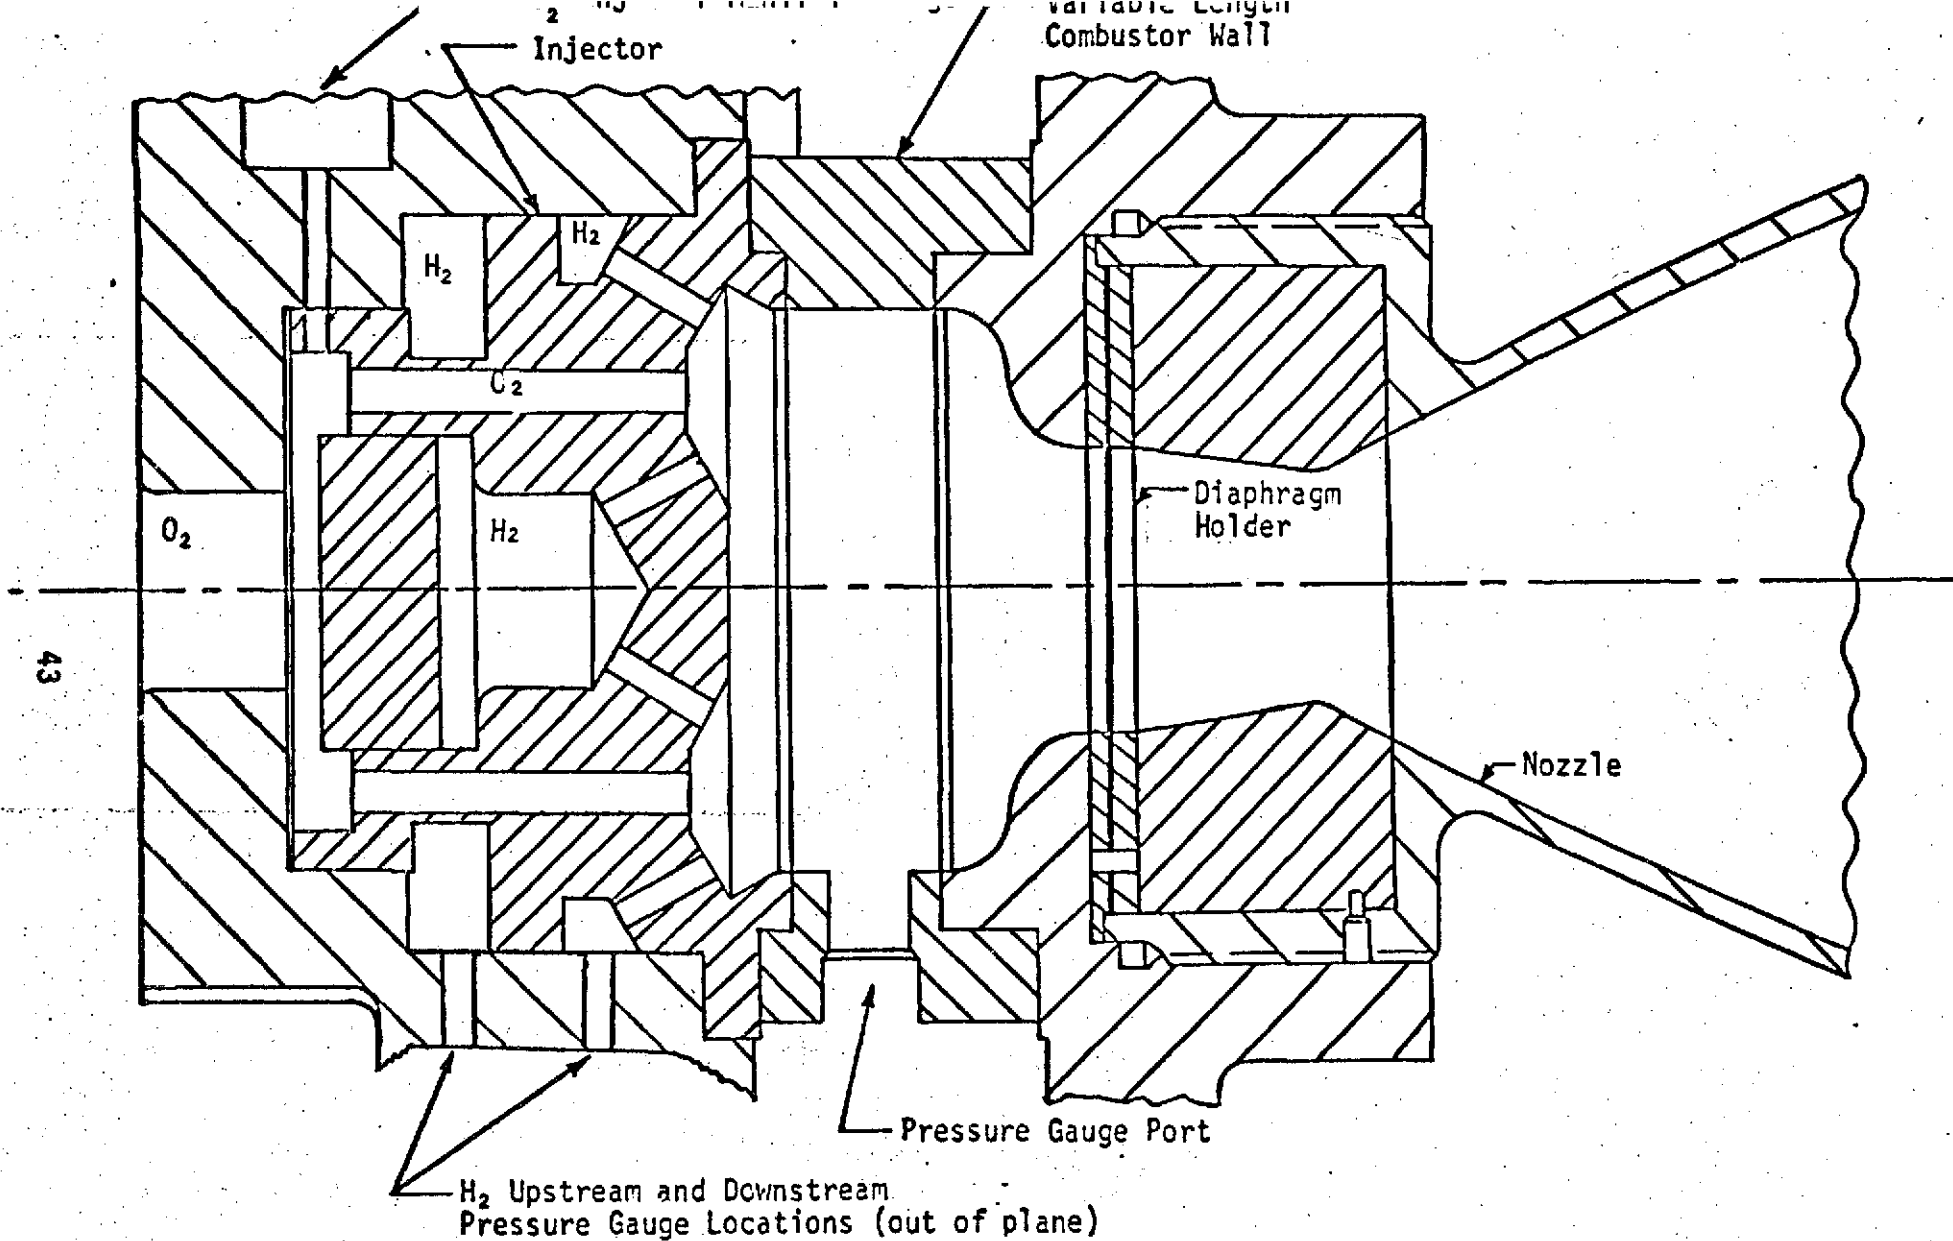 Variable Length
Combustor Wall
Injector
H₂
H₂
O₂
O₂
H₂
Diaphragm
Holder
43
Nozzle
Pressure Gauge Port
H₂ Upstream and Downstream
Pressure Gauge Locations (out of plane)